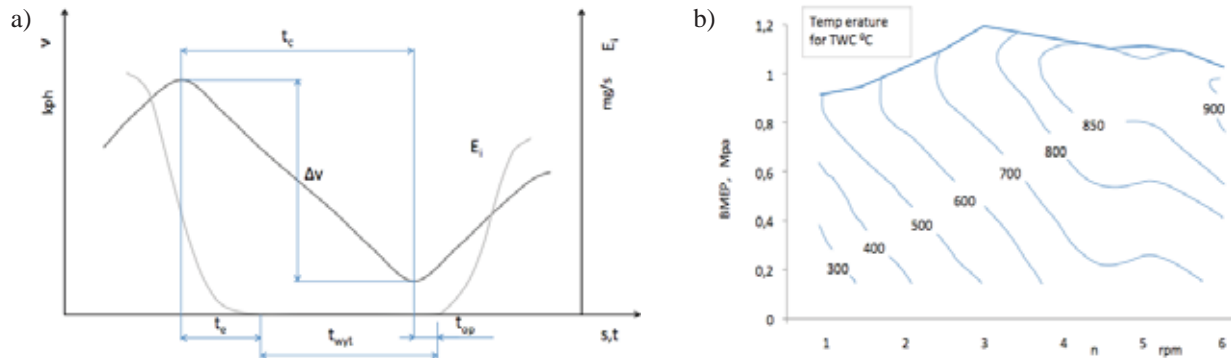 a)
v
kph
t_c
Δv
E_i
E_i
mg/s
t_e
t_wyt
t_op
s,t
b)
Temp erature
for TWC ⁰C
BMEP, Mpa
1,2
1
0,8
0,6
0,4
0,2
0
300
400
500
600
700
800
850
900
1 2 3 4 n 5 rpm 6